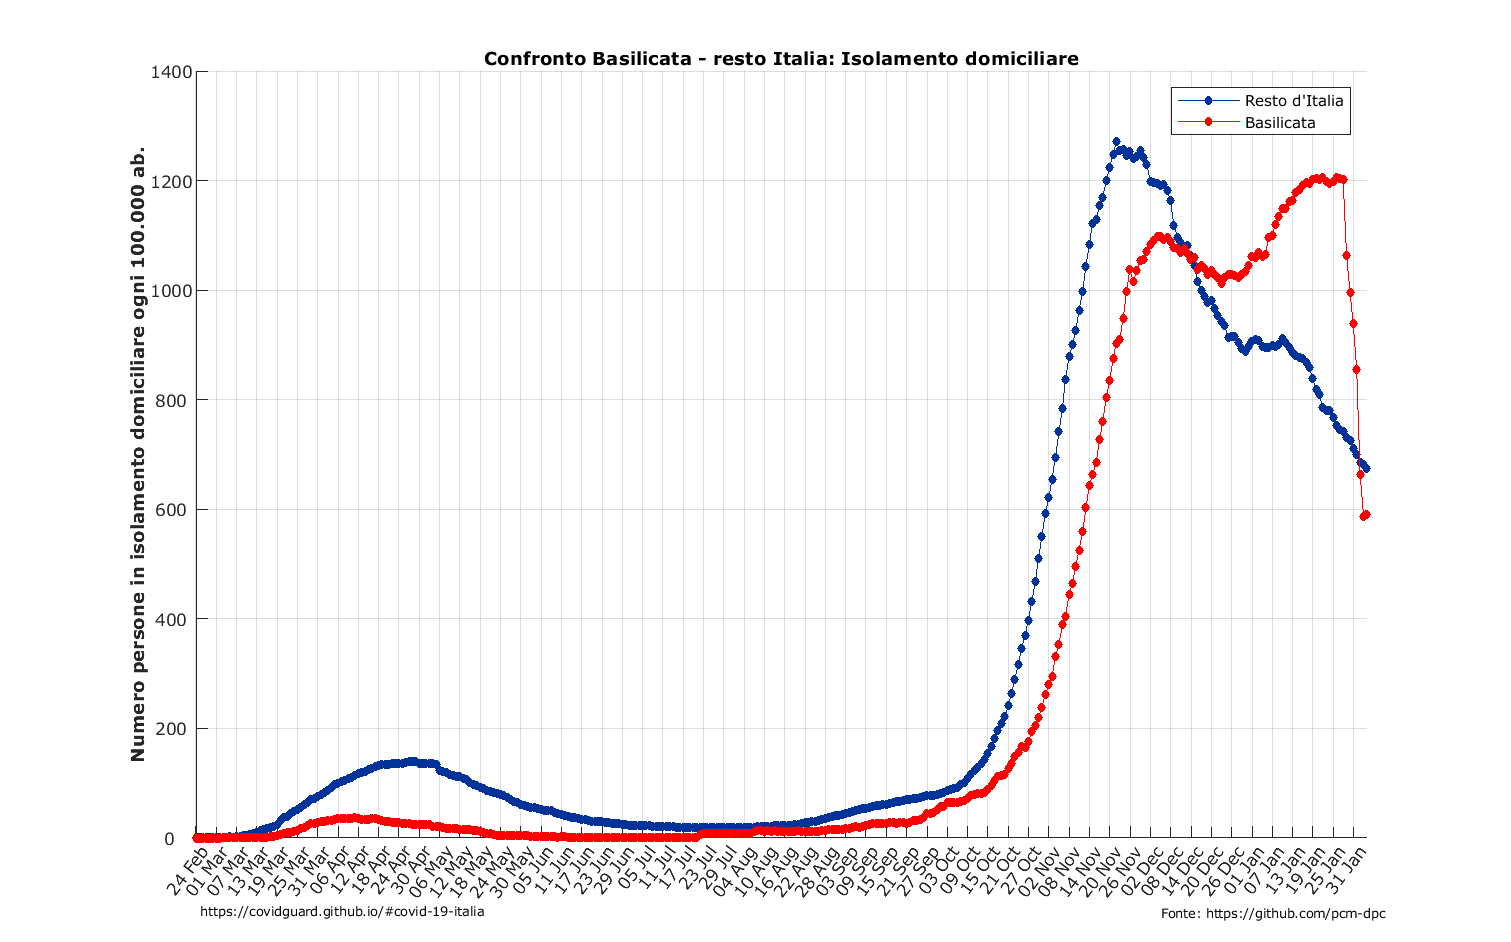 Confronto Basilicata - resto Italia: Isolamento domiciliare
Numero persone in isolamento domiciliare ogni 100.000 ab.
1400
1200
1000
800
600
400
200
0
Resto d'Italia
Basilicata
24 Feb
01 Mar
07 Mar
13 Mar
19 Mar
25 Mar
31 Mar
06 Apr
12 Apr
18 Apr
24 Apr
30 Apr
06 May
12 May
18 May
24 May
30 May
05 Jun
11 Jun
17 Jun
23 Jun
29 Jun
05 Jul
11 Jul
17 Jul
23 Jul
29 Jul
04 Aug
10 Aug
16 Aug
22 Aug
28 Aug
03 Sep
09 Sep
15 Sep
21 Sep
27 Sep
03 Oct
09 Oct
15 Oct
21 Oct
27 Oct
02 Nov
08 Nov
14 Nov
20 Nov
26 Nov
02 Dec
08 Dec
14 Dec
20 Dec
26 Dec
01 Jan
07 Jan
13 Jan
19 Jan
25 Jan
31 Jan
https://covidguard.github.io/#covid-19-italia
Fonte: https://github.com/pcm-dpc